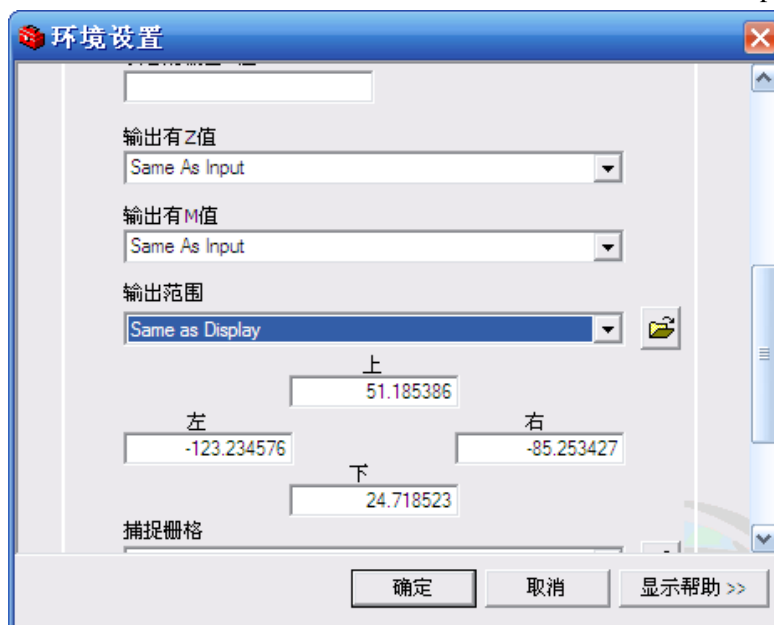 环境设置
输出有Z值
Same As Input
输出有M值
Same As Input
输出范围
Same as Display
上
51.185386
左
右
-123.234576
-85.253427
下
24.718523
捕捉栅格
确定
取消
显示帮助 >>